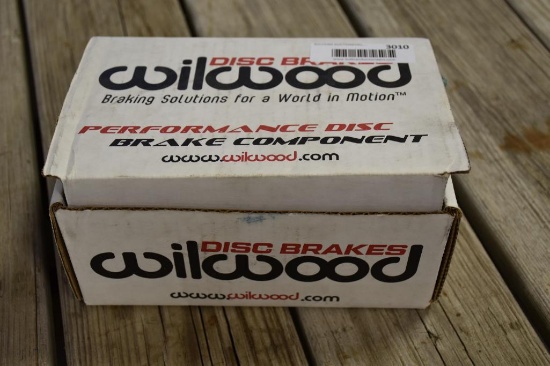 3010
DISC BRAKES
wilwood
Braking Solutions for a World in Motion™
PERFORMANCE DISC
BRAKE COMPONENT
www.wilwood.com
DISC BRAKES
wilwood
www.wilwood.com